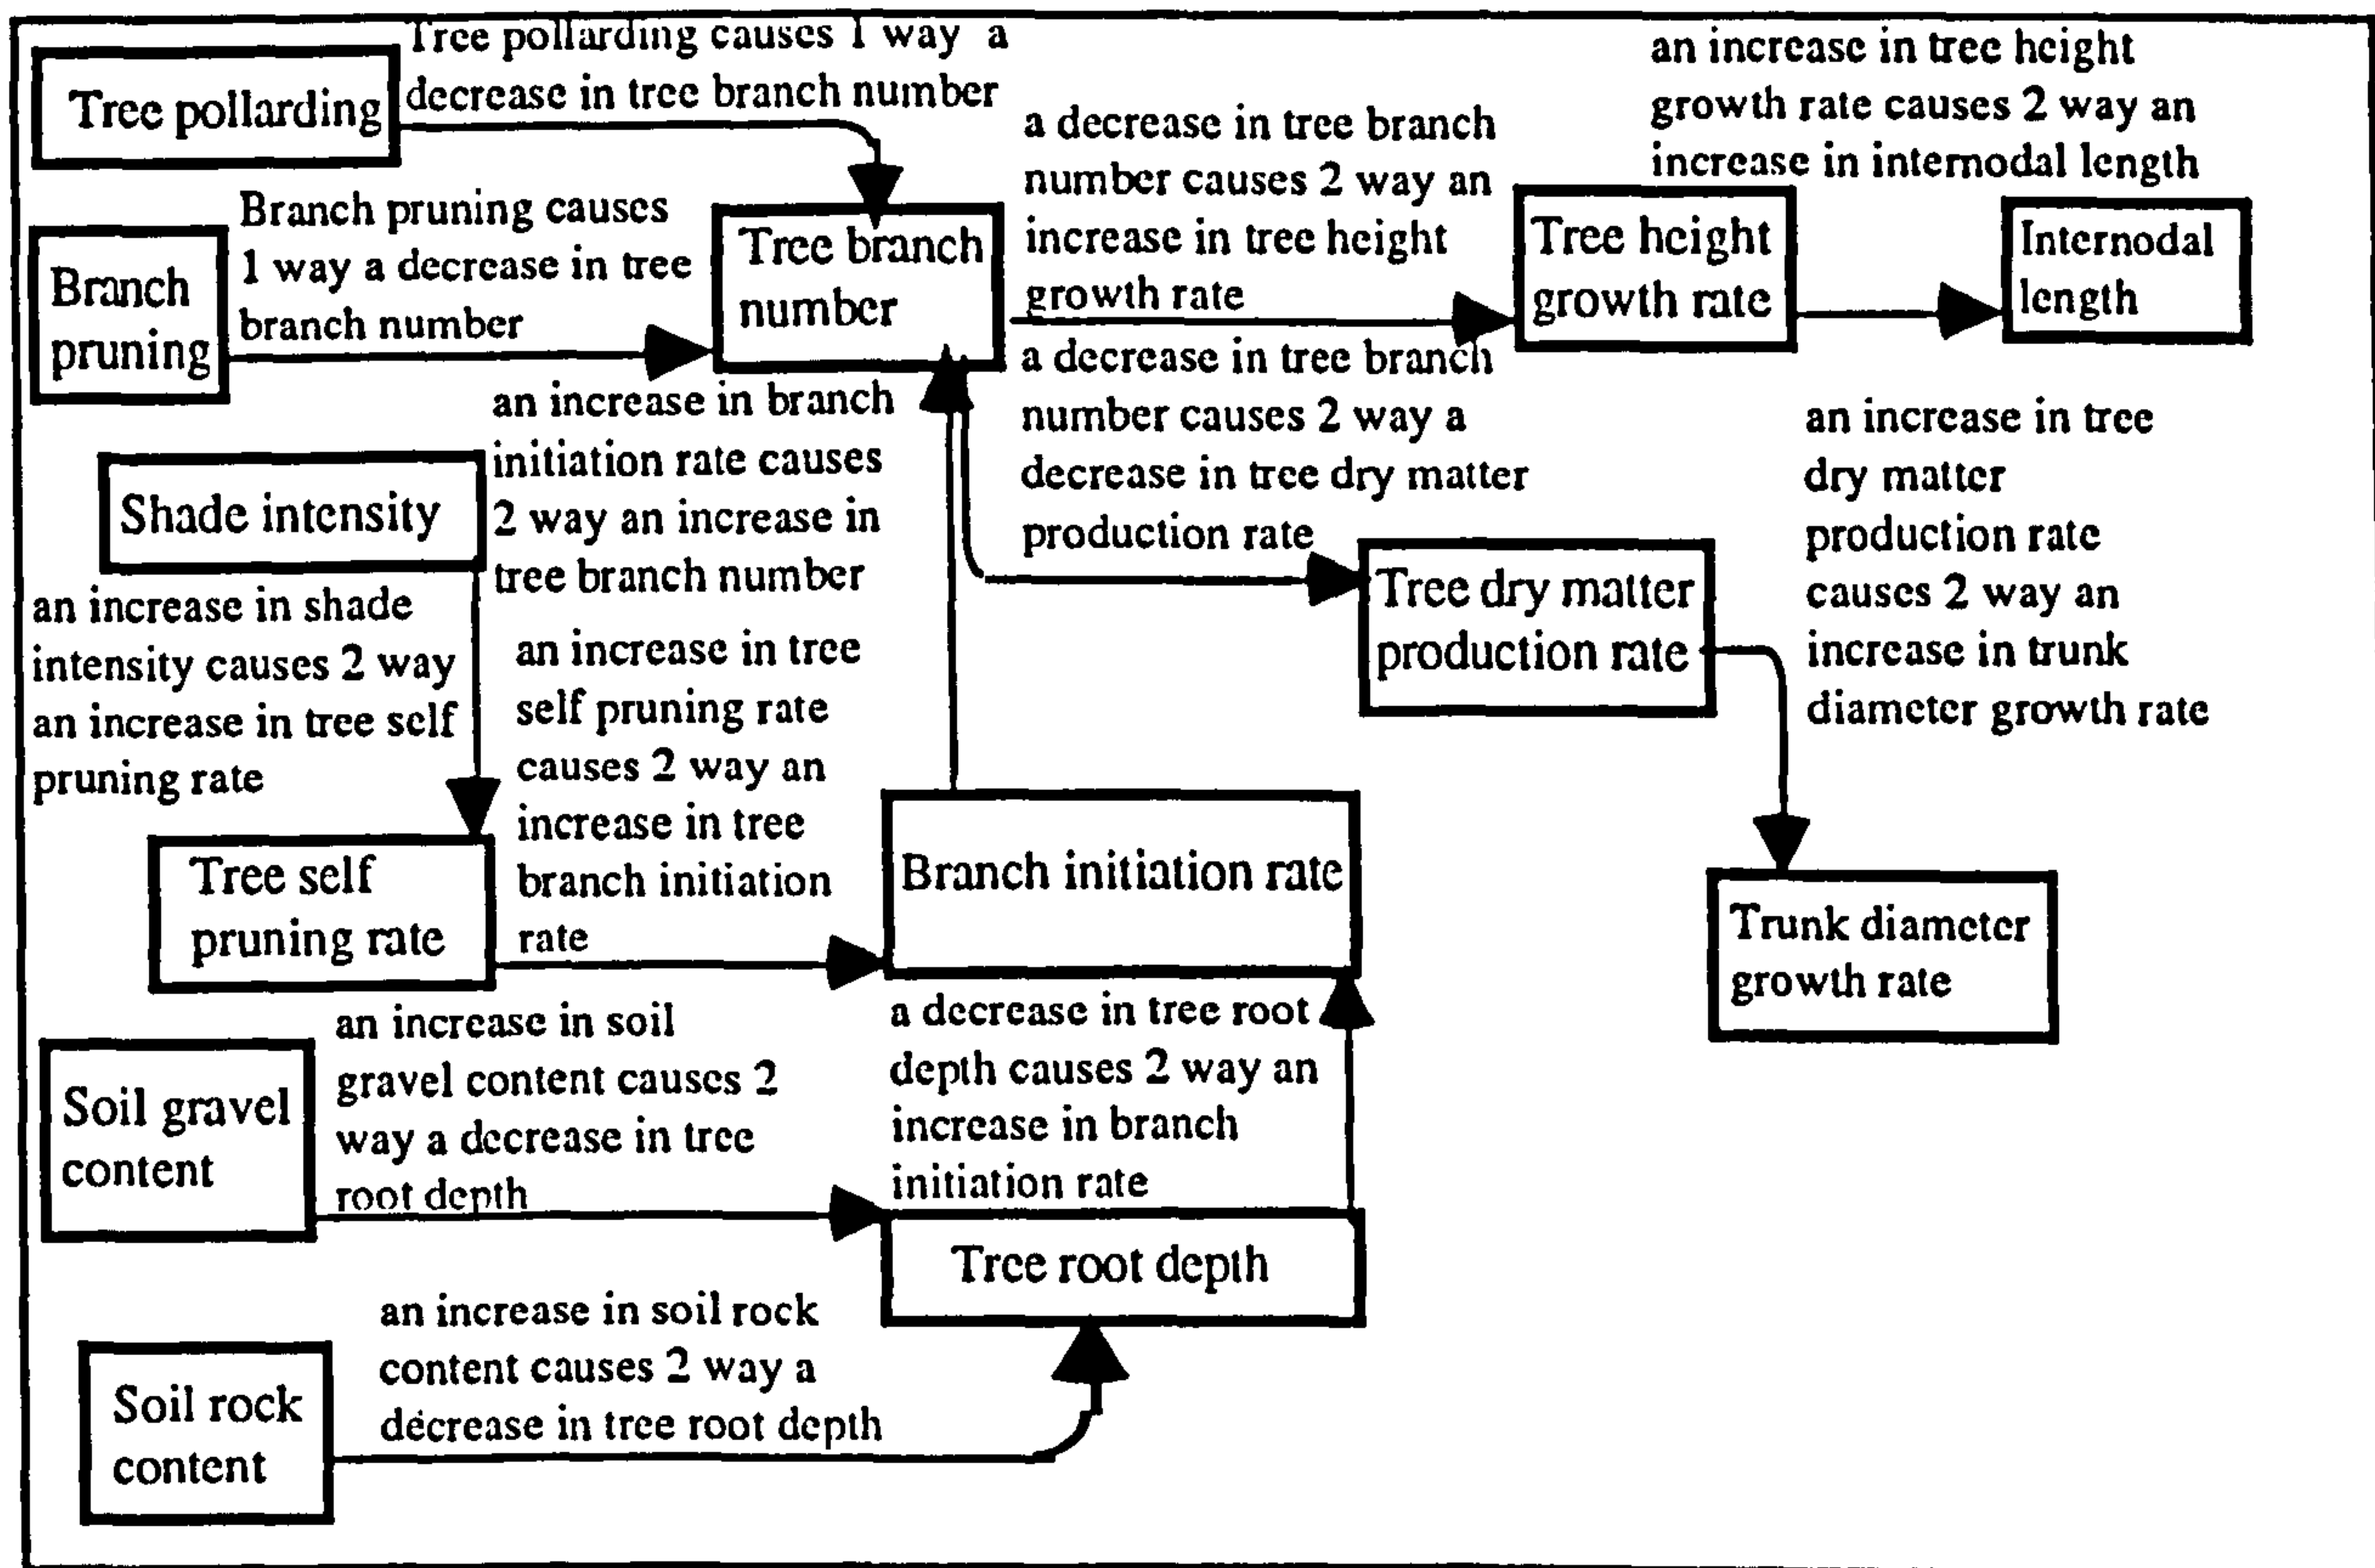 Tree pollarding causes 1 way a
decrease in tree branch number
Tree pollarding
an increase in tree height
growth rate causes 2 way an
increase in internodal length
a decrease in tree branch
number causes 2 way an
increase in tree height
growth rate
Branch pruning causes
1 way a decrease in tree
branch number
Branch
pruning
Tree branch
number
Tree height
growth rate
Internodal
length
a decrease in tree branch
number causes 2 way a
decrease in tree dry matter
production rate
an increase in branch
initiation rate causes
2 way an increase in
tree branch number
an increase in tree
dry matter
production rate
causes 2 way an
increase in trunk
diameter growth rate
Shade intensity
an increase in shade
intensity causes 2 way
an increase in tree self
pruning rate
an increase in tree
self pruning rate
causes 2 way an
increase in tree
branch initiation
rate
Tree dry matter
production rate
Tree self
pruning rate
Branch initiation rate
Trunk diameter
growth rate
an increase in soil
gravel content causes 2
way a decrease in tree
root depth
a decrease in tree root
depth causes 2 way an
increase in branch
initiation rate
Soil gravel
content
Tree root depth
an increase in soil rock
content causes 2 way a
decrease in tree root depth
Soil rock
content